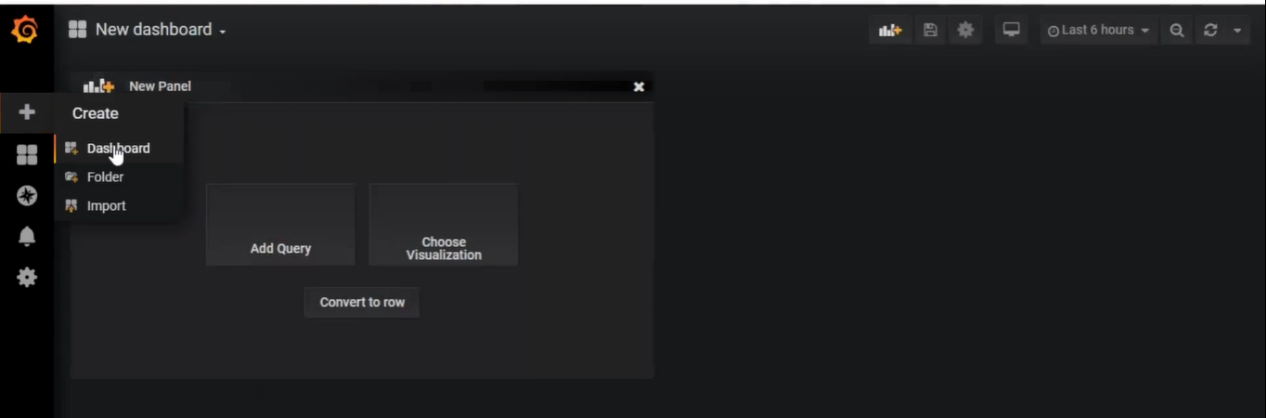 New dashboard
Last 6 hours
New Panel
Create
Dashboard
Folder
Import
Add Query
Choose
Visualization
Convert to row